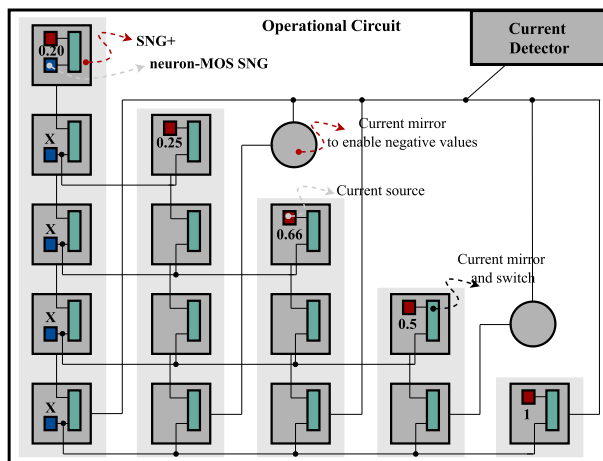 Operational Circuit
Current
Detector
0.20
SNG+
neuron-MOS SNG
X
0.25
Current mirror
to enable negative values
Current source
X
0.66
Current mirror
and switch
X
0.5
X
1